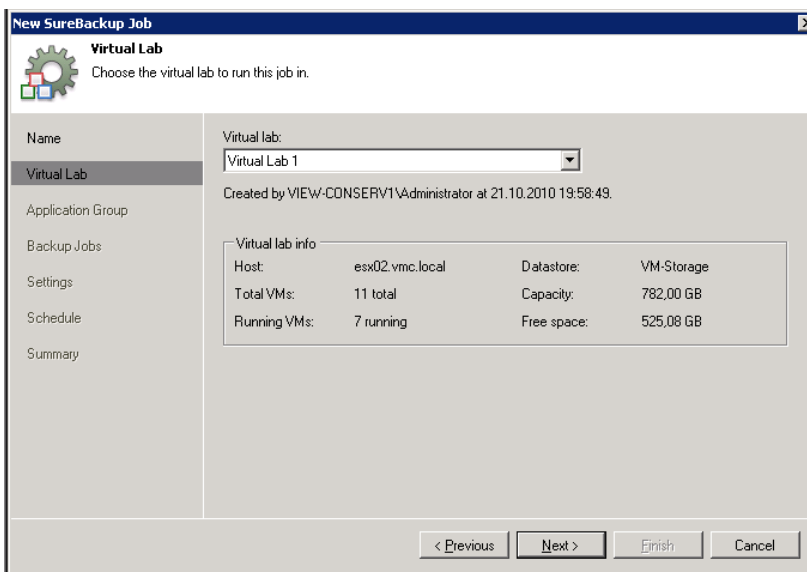 New SureBackup Job
Virtual Lab
Choose the virtual lab to run this job in.
Name
Virtual Lab
Application Group
Backup Jobs
Settings
Schedule
Summary
Virtual lab:
Virtual Lab 1
Created by VIEW-CONSERV1\Administrator at 21.10.2010 19:58:49.
Virtual lab info
Host: esx02.vmc.local Datastore: VM-Storage
Total VMs: 11 total Capacity: 782,00 GB
Running VMs: 7 running Free space: 525,08 GB
< Previous Next > Finish Cancel